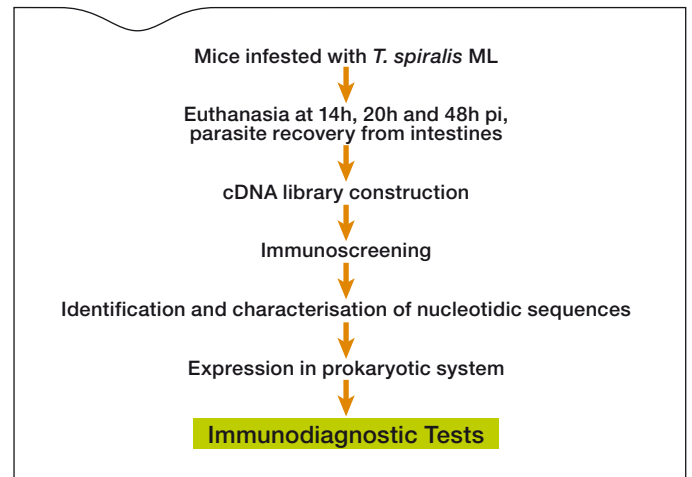 Mice infested with T. spiralis ML
Euthanasia at 14h, 20h and 48h pi,
parasite recovery from intestines
cDNA library construction
Immunoscreening
Identification and characterisation of nucleotidic sequences
Expression in prokaryotic system
Immunodiagnostic Tests